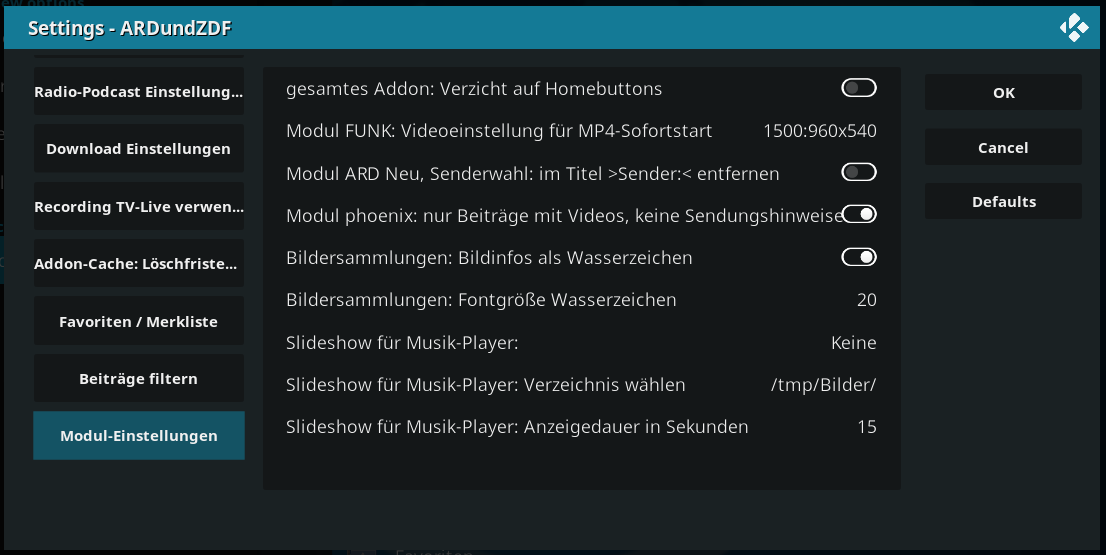 Settings - ARDundZDF
Radio-Podcast Einstellung...
Download Einstellungen
Recording TV-Live verwen...
Addon-Cache: Löschfriste...
Favoriten / Merkliste
Beiträge filtern
Modul-Einstellungen
gesamtes Addon: Verzicht auf Homebuttons
Modul FUNK: Videoeinstellung für MP4-Sofortstart 1500:960x540
Modul ARD Neu, Senderwahl: im Titel >Sender:< entfernen
Modul phoenix: nur Beiträge mit Videos, keine Sendungshinweise
Bildersammlungen: Bildinfos als Wasserzeichen
Bildersammlungen: Fontgröße Wasserzeichen 20
Slideshow für Musik-Player: Keine
Slideshow für Musik-Player: Verzeichnis wählen /tmp/Bilder/
Slideshow für Musik-Player: Anzeigedauer in Sekunden 15
OK
Cancel
Defaults